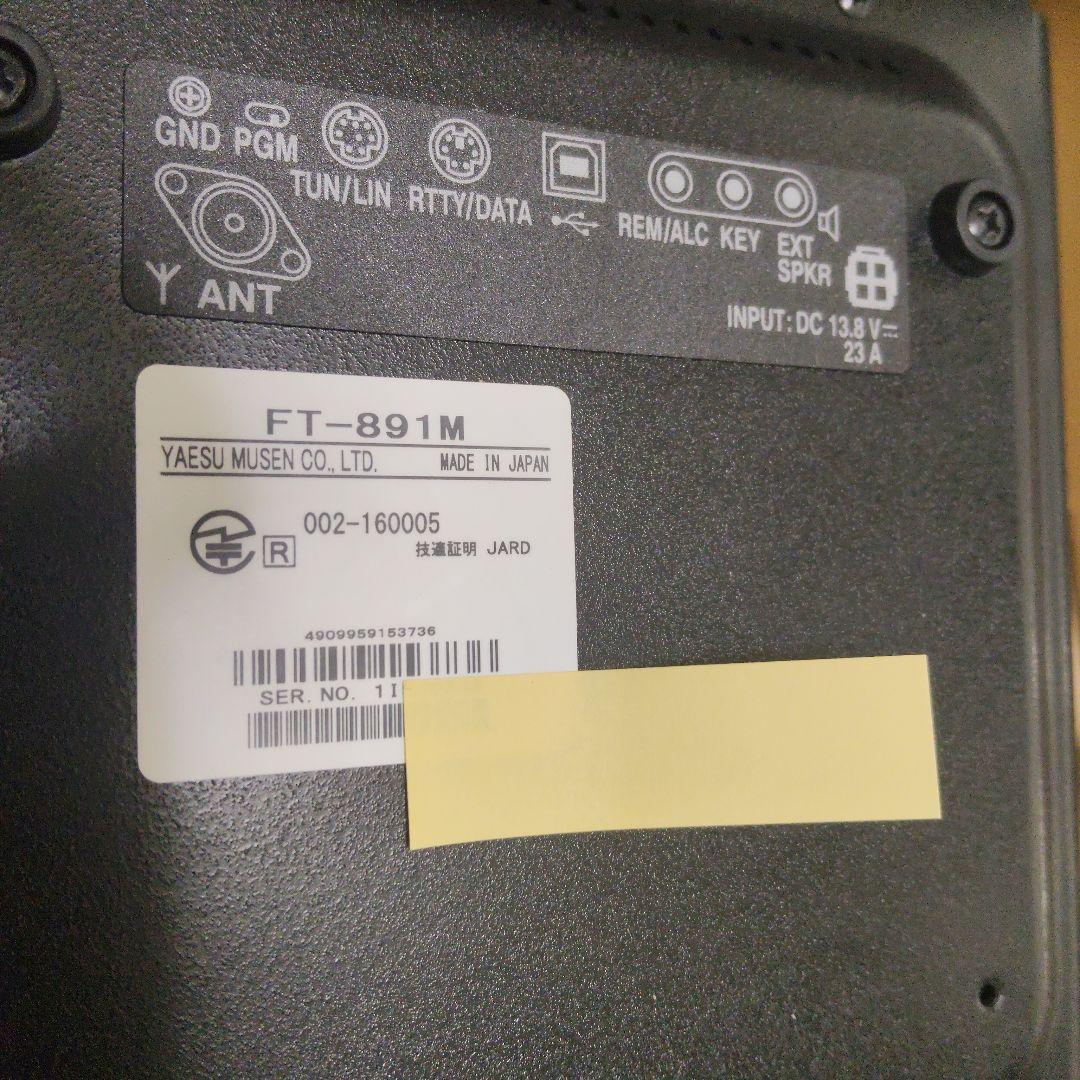 GND PGM
TUN/LIN RTTY/DATA
REM/ALC KEY EXT SPKR
ANT
INPUT: DC 13.8 V⎓
23 A
FT-891M
YAESU MUSEN CO., LTD. MADE IN JAPAN
R 002-160005
技適証明 JARD
4909959153736
SER. NO. 1I